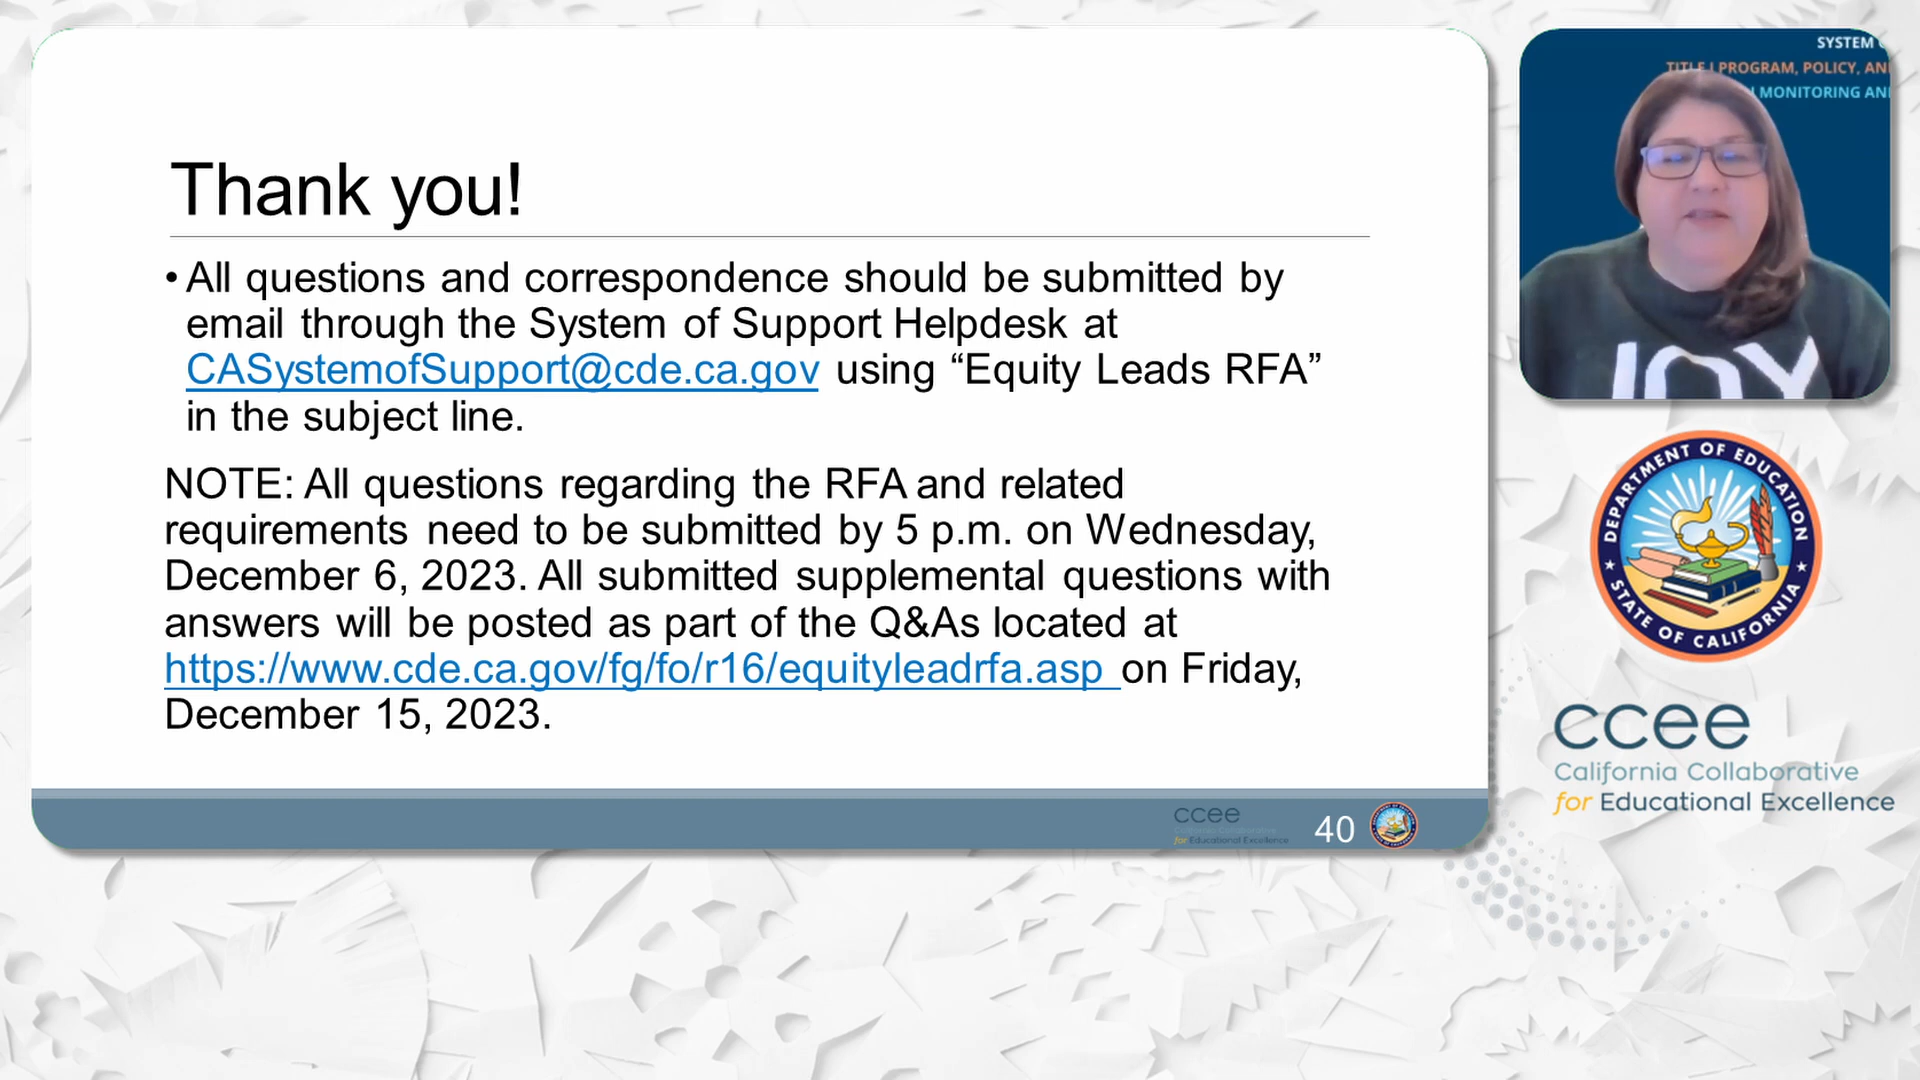 Thank you!
• All questions and correspondence should be submitted by
email through the System of Support Helpdesk at
CASystemofSupport@cde.ca.gov using “Equity Leads RFA”
in the subject line.
NOTE: All questions regarding the RFA and related
requirements need to be submitted by 5 p.m. on Wednesday,
December 6, 2023. All submitted supplemental questions with
answers will be posted as part of the Q&As located at
https://www.cde.ca.gov/fg/fo/r16/equityleadrfa.asp on Friday,
December 15, 2023.
ccee
California Collaborative
for Educational Excellence
40
SYSTEM
TITLE I PROGRAM, POLICY, AN
MONITORING AN
JOY
DEPARTMENT OF EDUCATION
STATE OF CALIFORNIA
ccee
California Collaborative
for Educational Excellence